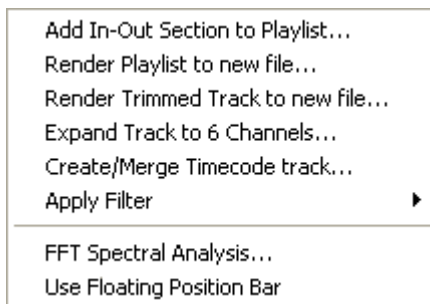 Add In-Out Section to Playlist...
Render Playlist to new file...
Render Trimmed Track to new file...
Expand Track to 6 Channels...
Create/Merge Timecode track...
Apply Filter
FFT Spectral Analysis...
Use Floating Position Bar